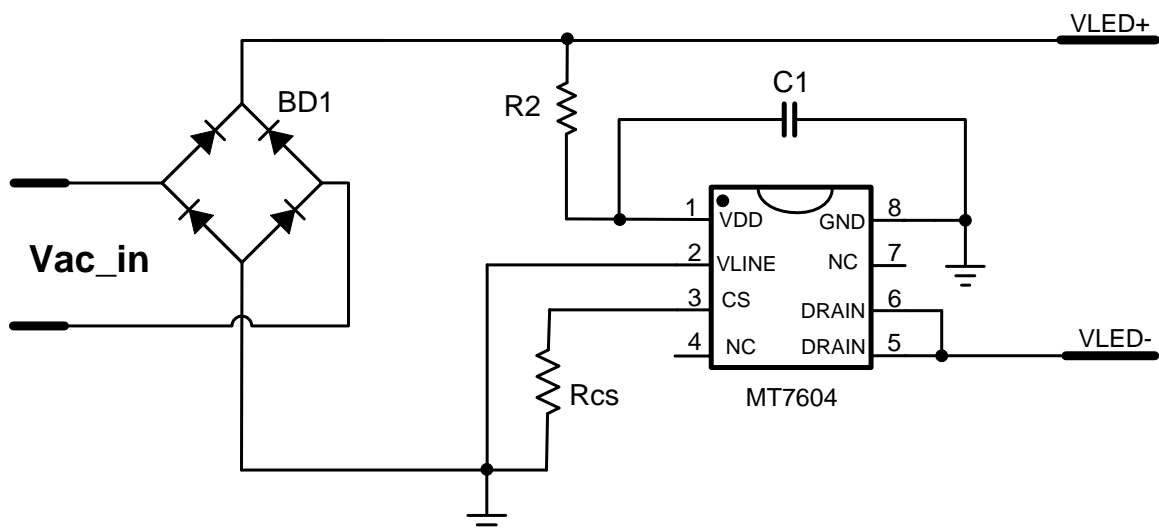 VLED+
BD1
C1
R2
1 VDD GND 8
Vac_in
2 VLINE NC 7
3 CS DRAIN 6
4 NC DRAIN 5
VLED-
Rcs
MT7604